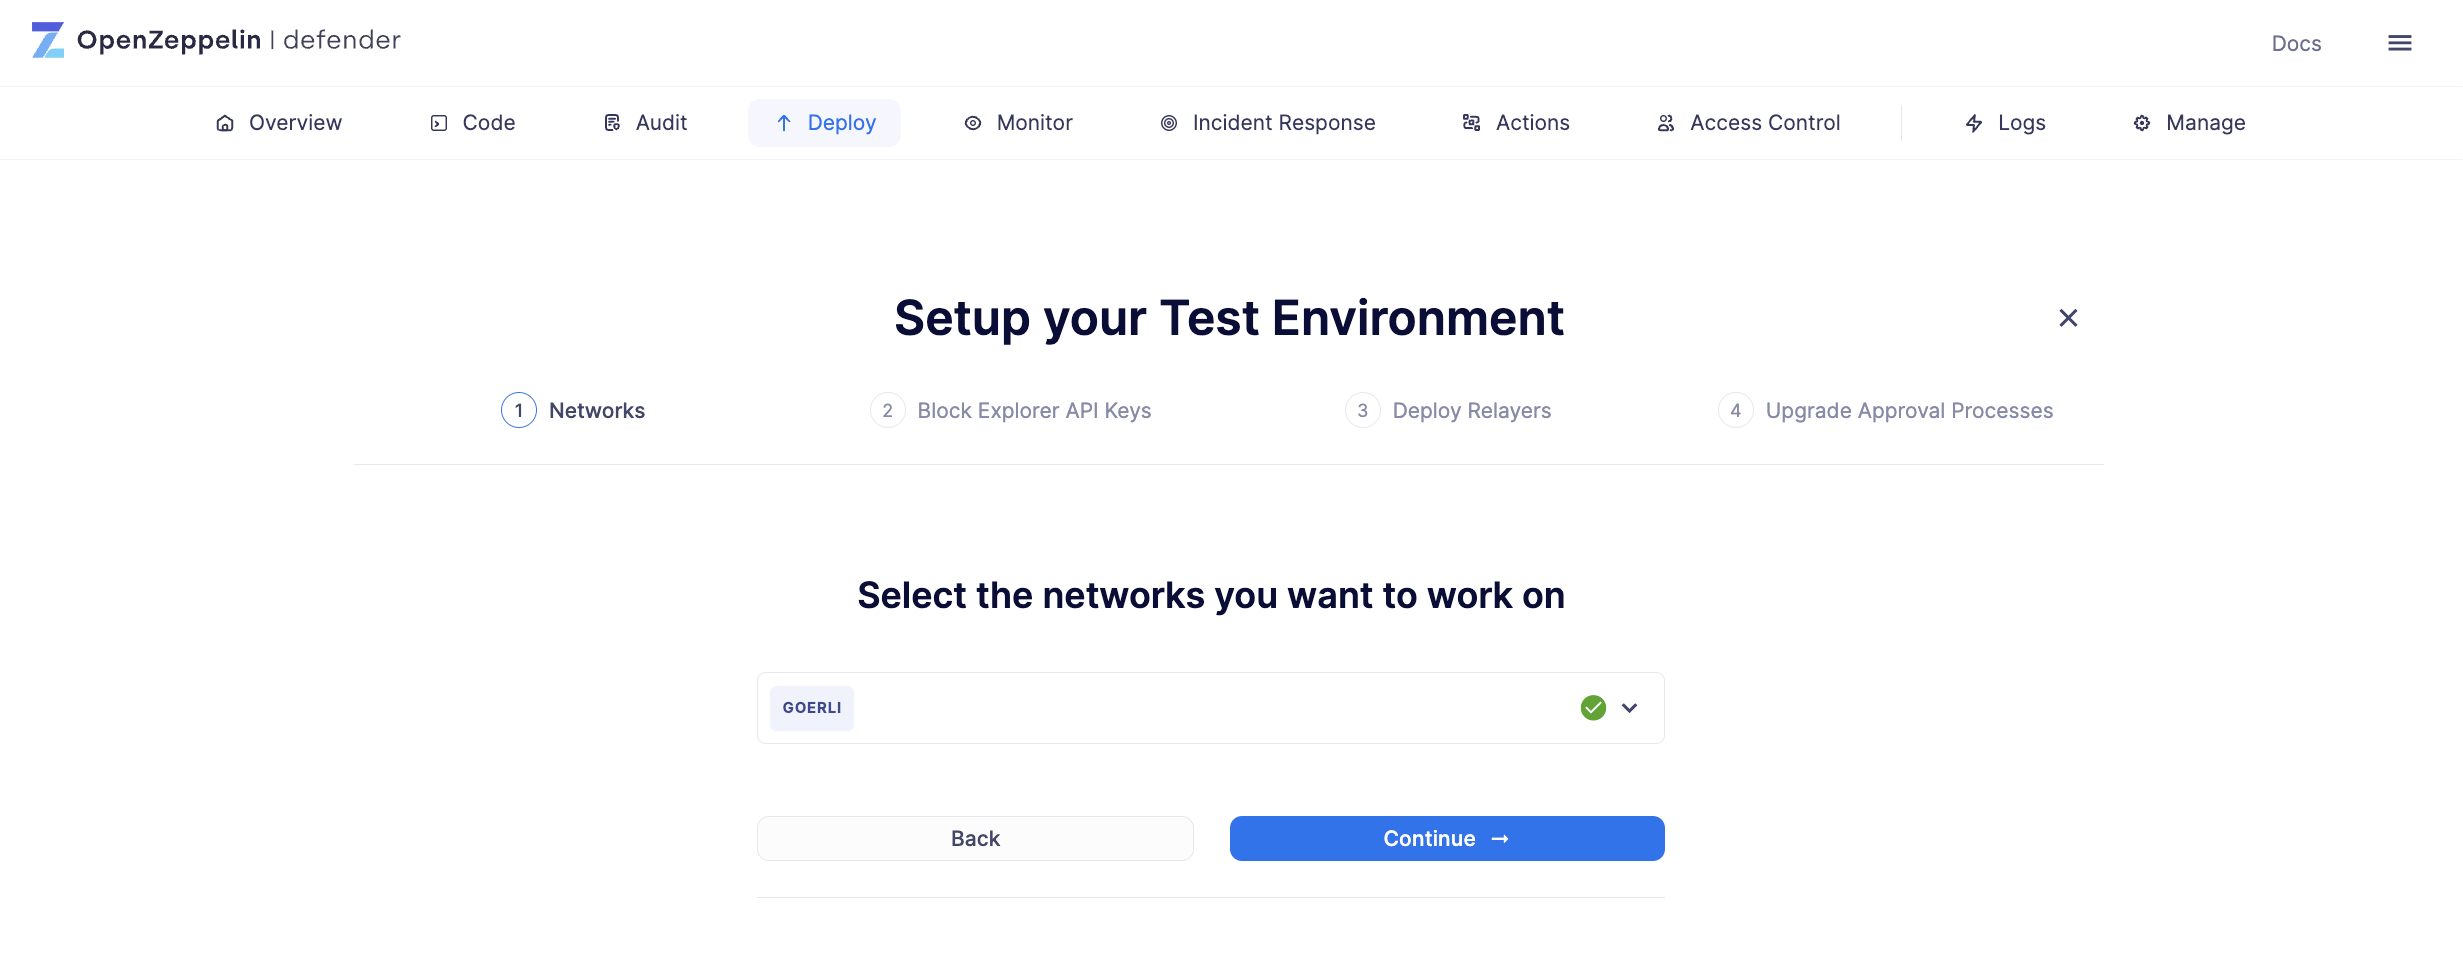 OpenZeppelin | defender
Docs
Overview
Code
Audit
Deploy
Monitor
Incident Response
Actions
Access Control
Logs
Manage
Setup your Test Environment
1 Networks
2 Block Explorer API Keys
3 Deploy Relayers
4 Upgrade Approval Processes
Select the networks you want to work on
GOERLI
Back
Continue →